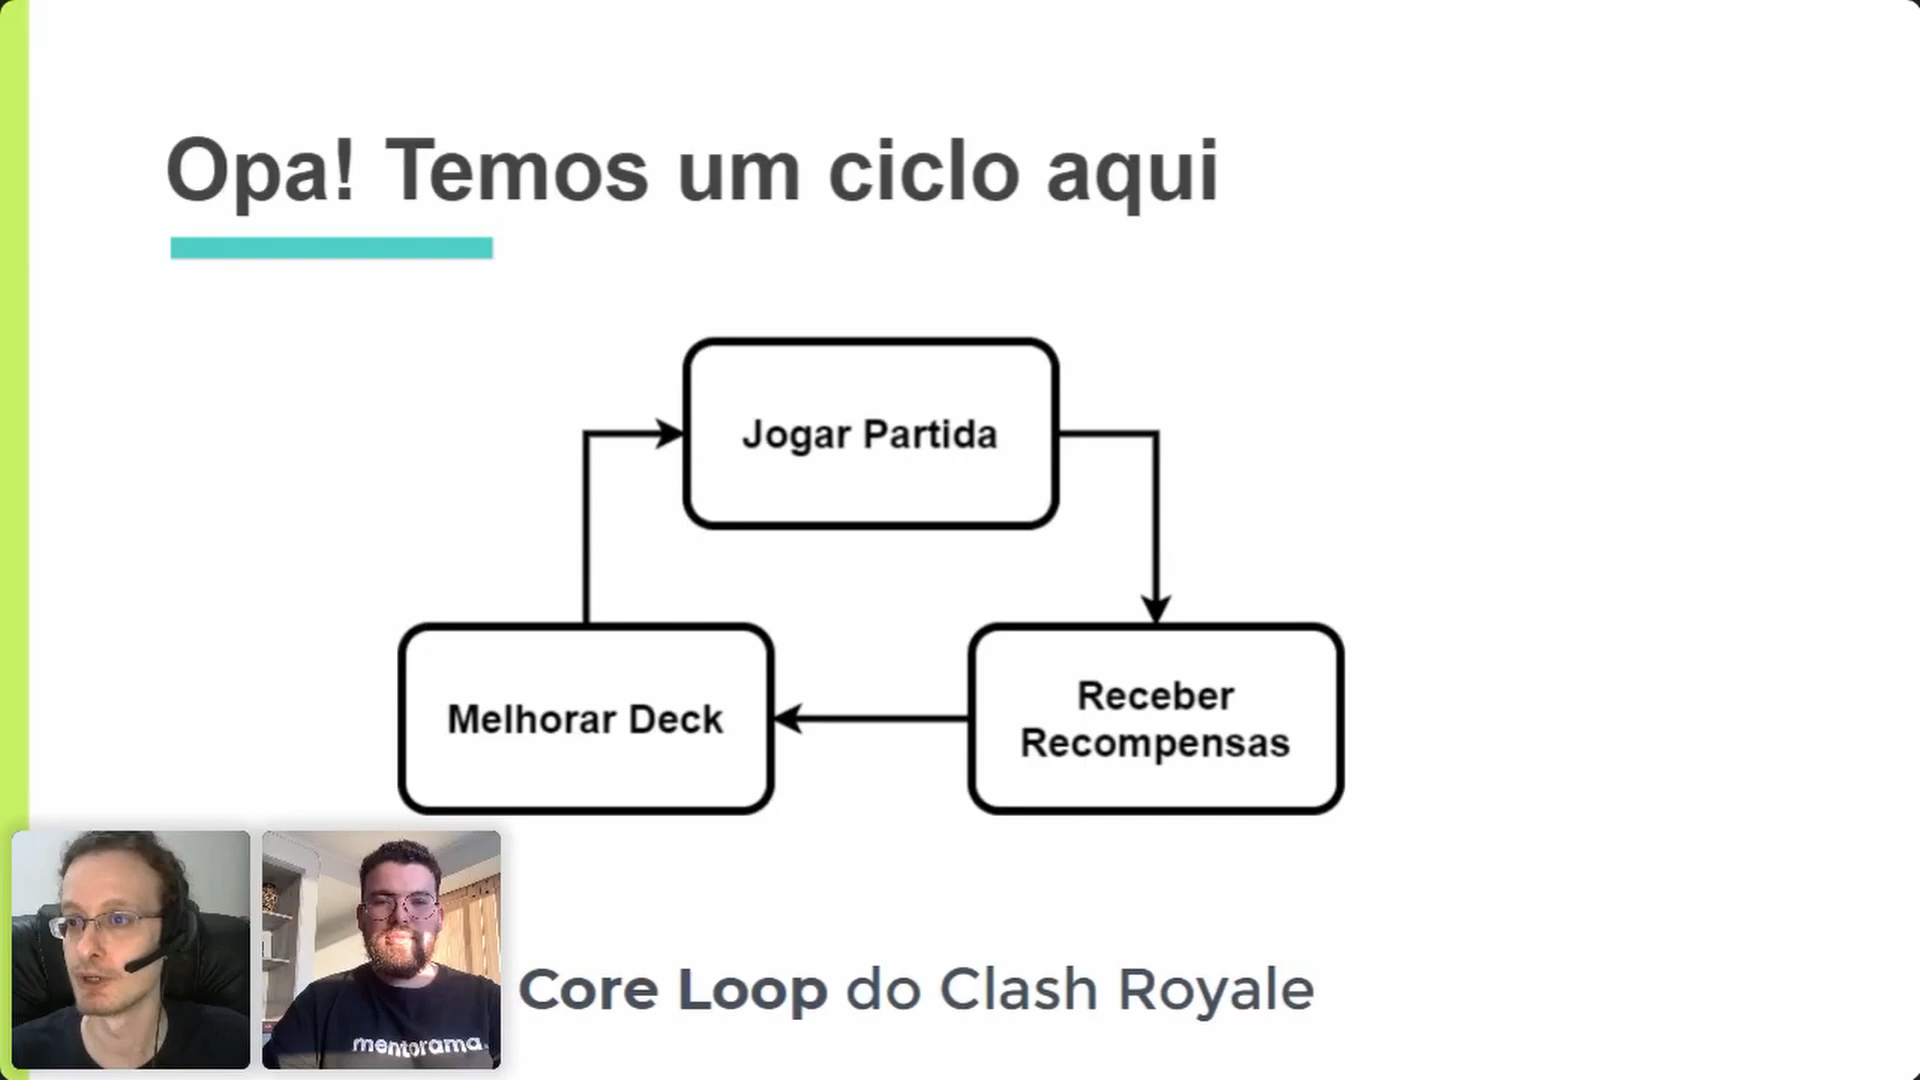 Opa! Temos um ciclo aqui
Jogar Partida
Melhorar Deck
Receber
Recompensas
Core Loop do Clash Royale
mentorama.